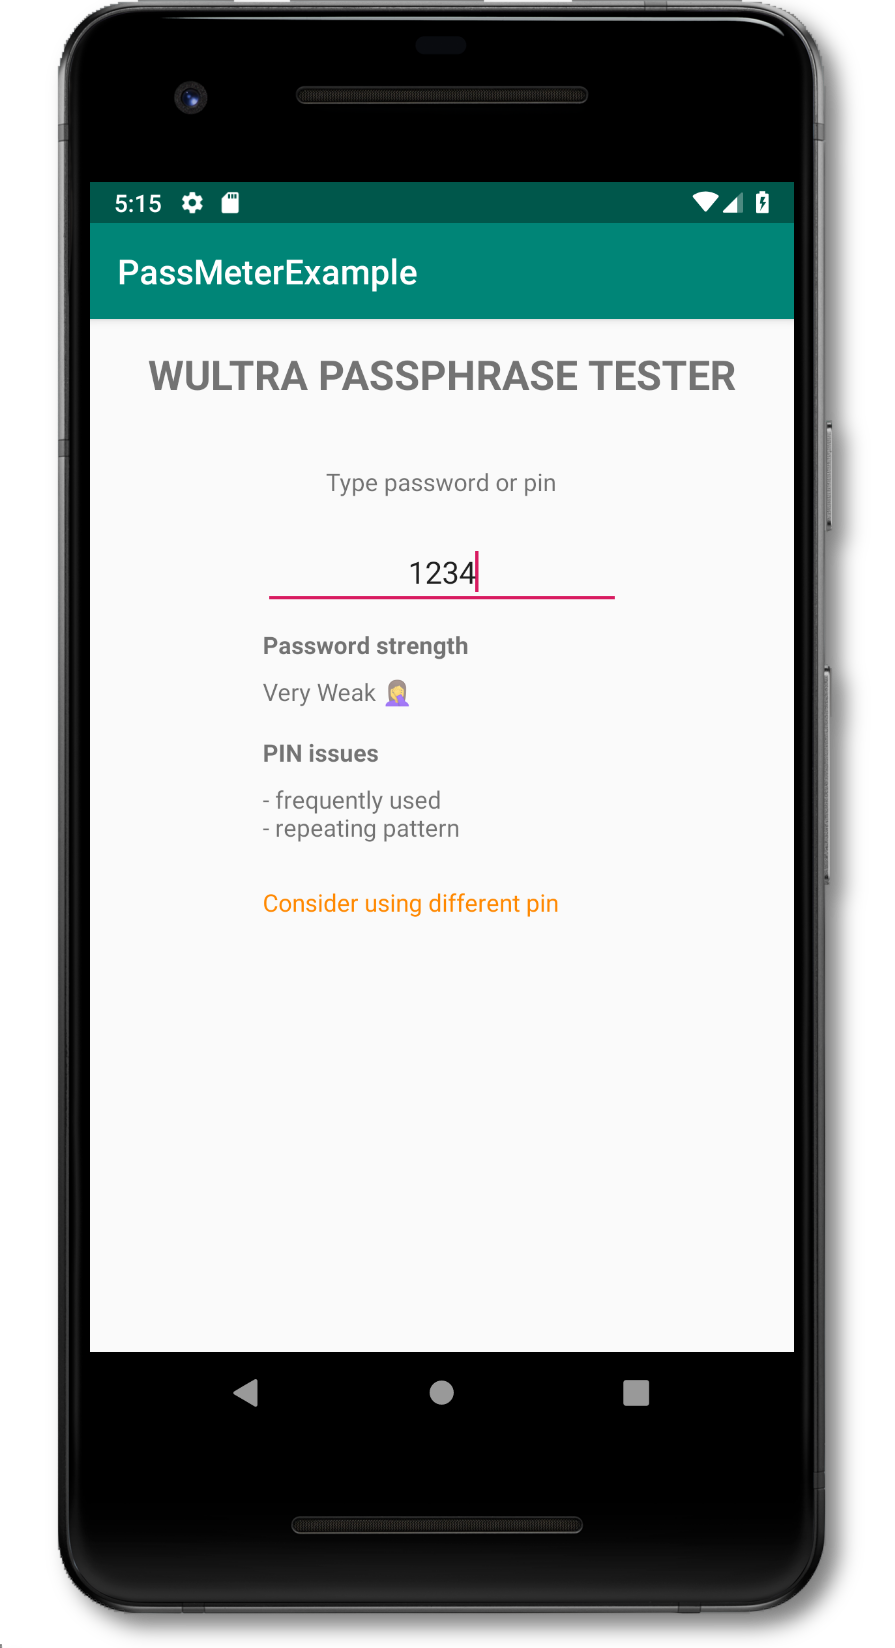 5:15
PassMeterExample
WULTRA PASSPHRASE TESTER
Type password or pin
1234
Password strength
Very Weak 🤦‍♀️
PIN issues
- frequently used
- repeating pattern
Consider using different pin